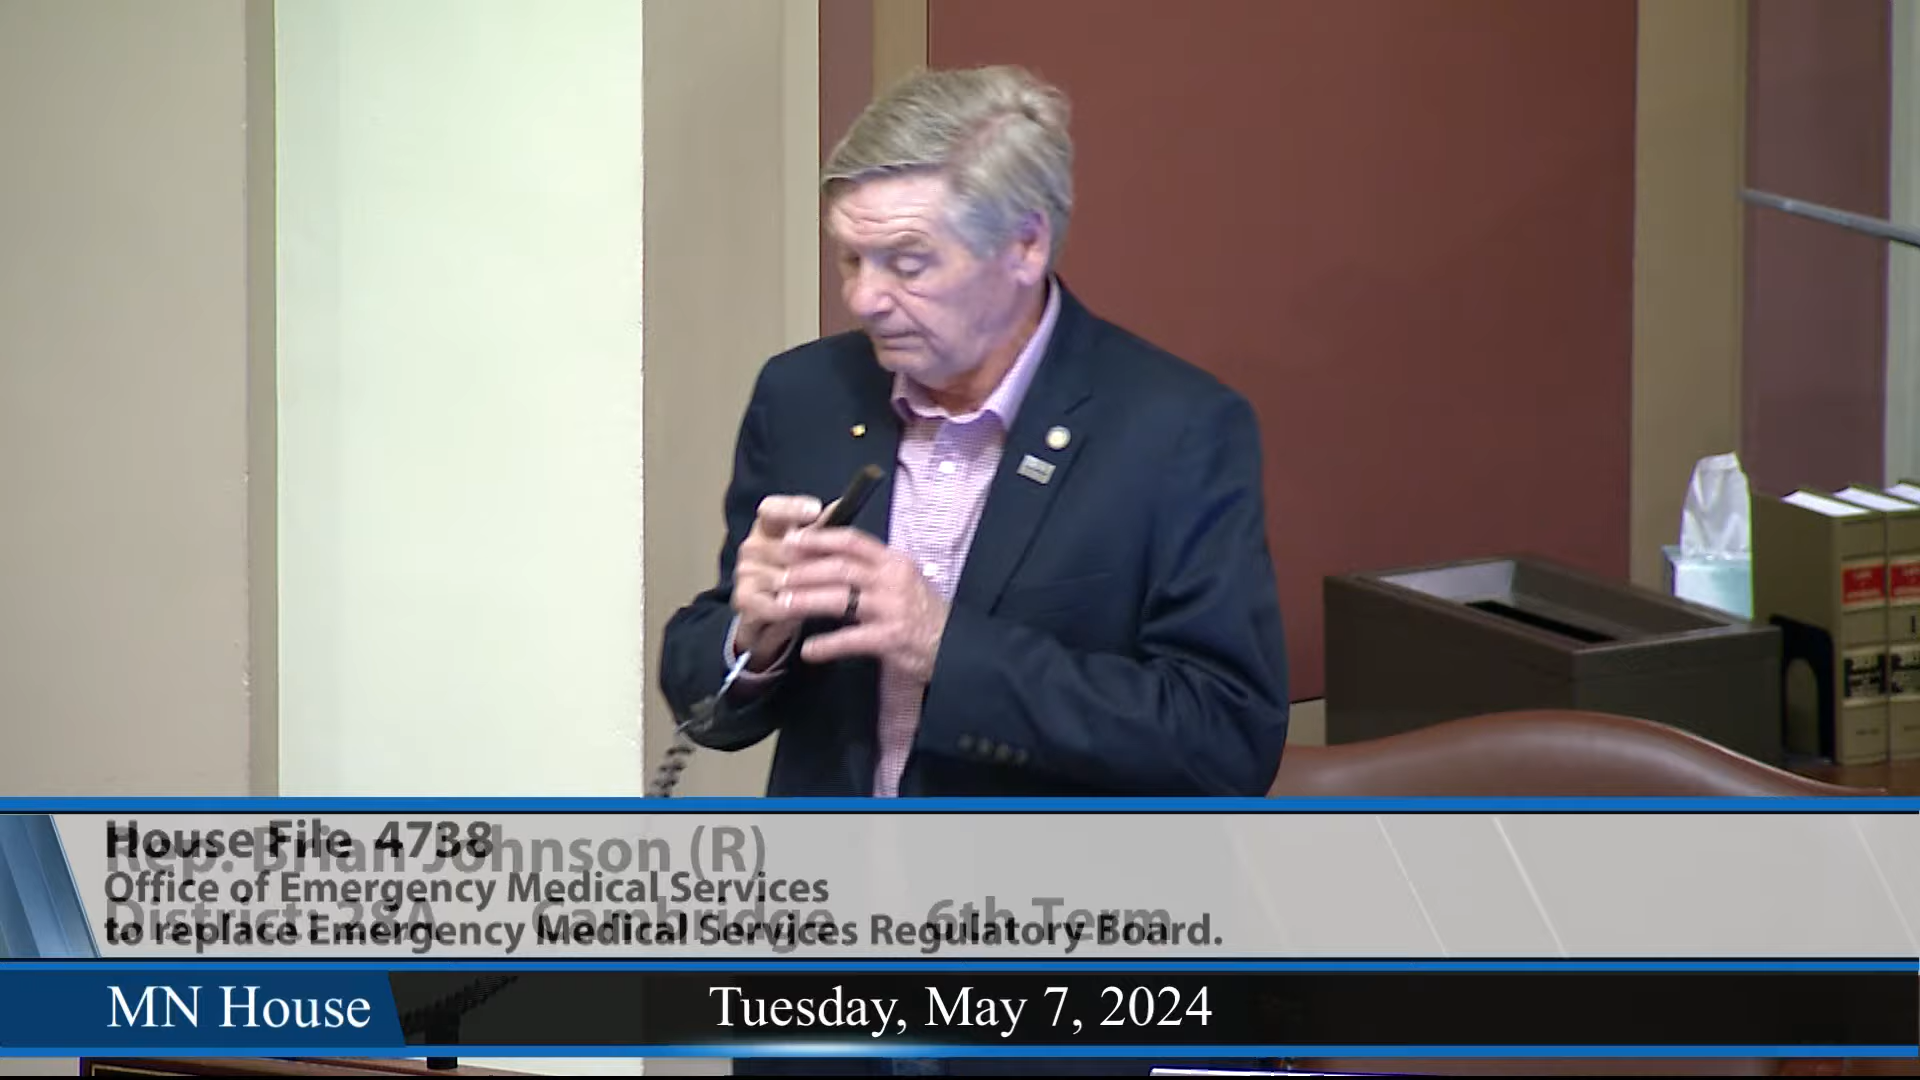 House File 4738
Rep. Brian Johnson (R)
Office of Emergency Medical Services
District: 28A Cambridge 6th Term
to replace Emergency Medical Services Regulatory Board.
MN House
Tuesday, May 7, 2024